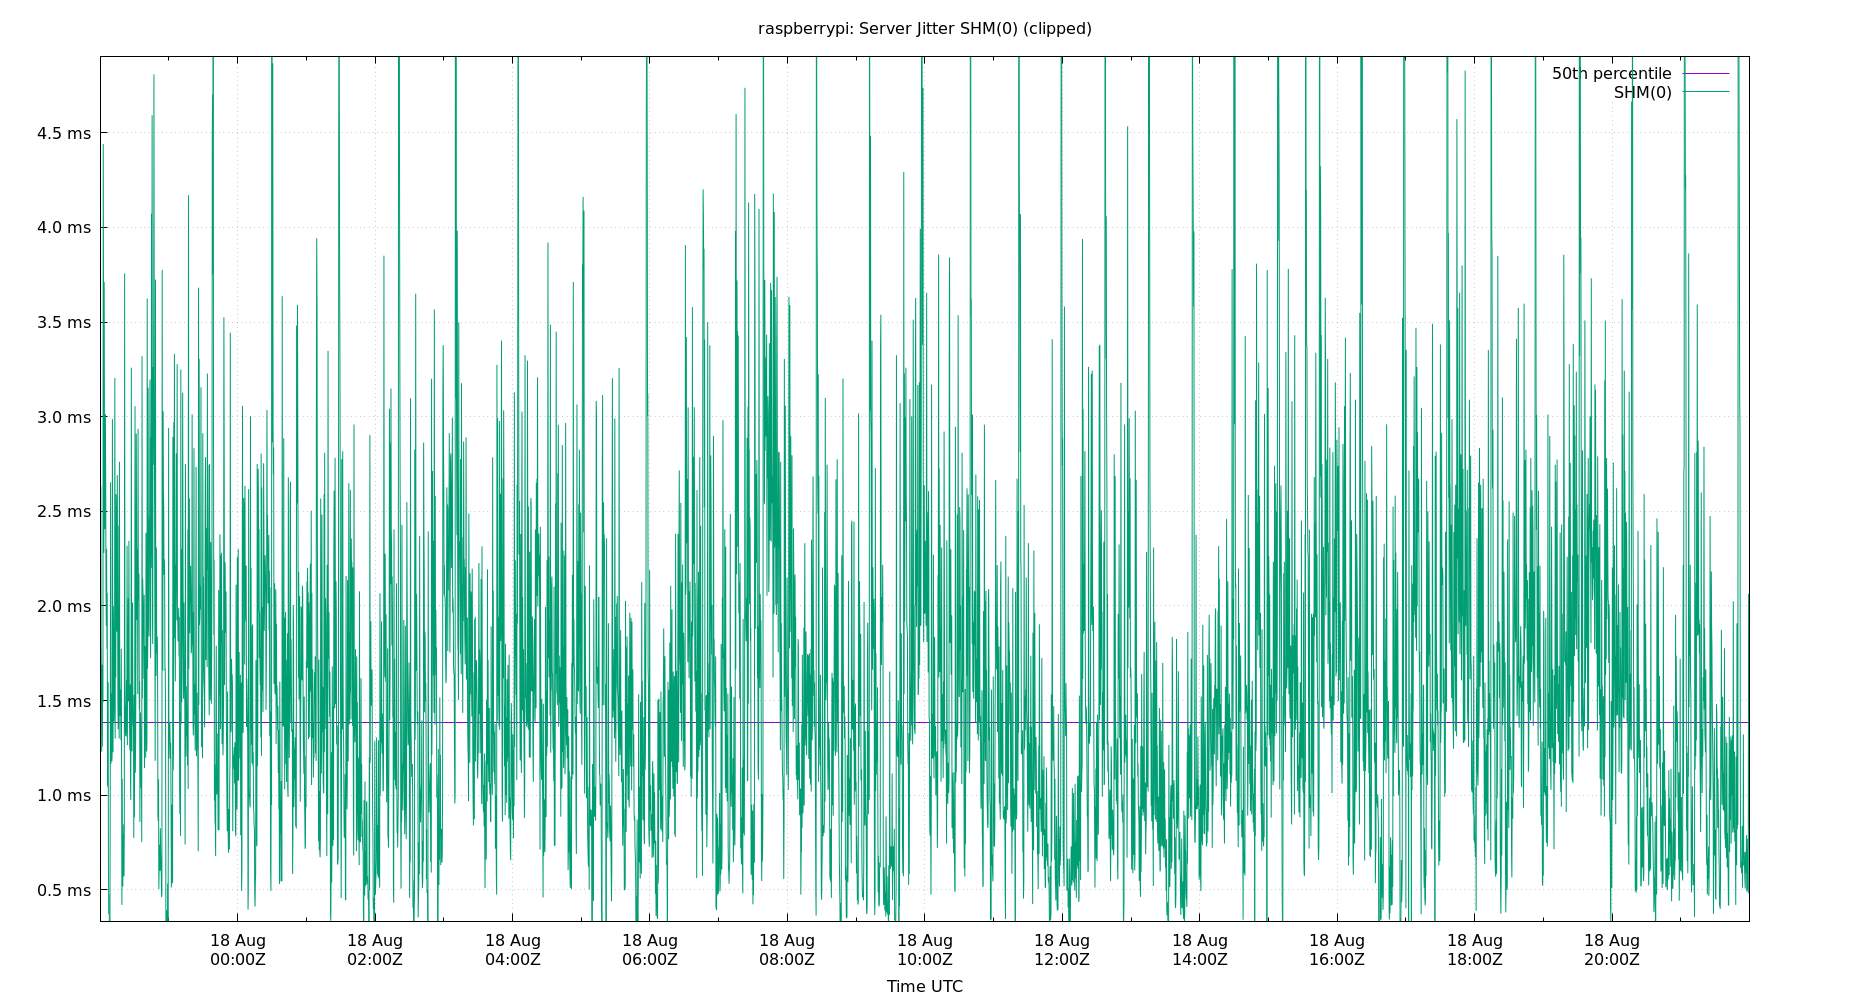 raspberrypi: Server Jitter SHM(0) (clipped)
50th percentile
SHM(0)
4.5 ms
4.0 ms
3.5 ms
3.0 ms
2.5 ms
2.0 ms
1.5 ms
1.0 ms
0.5 ms
18 Aug 18 Aug 18 Aug 18 Aug 18 Aug 18 Aug 18 Aug 18 Aug 18 Aug 18 Aug 18 Aug
00:00Z 02:00Z 04:00Z 06:00Z 08:00Z 10:00Z 12:00Z 14:00Z 16:00Z 18:00Z 20:00Z
Time UTC